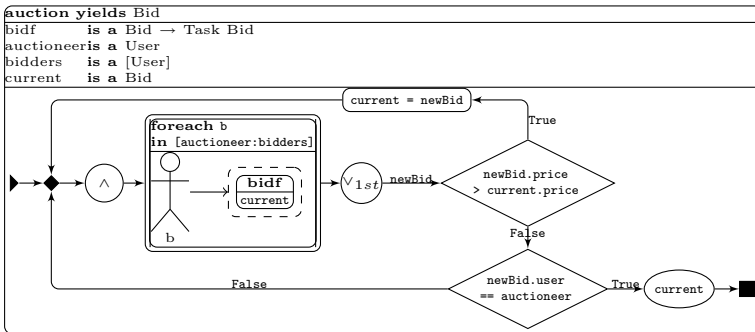 auction yields Bid
bidf is a Bid → Task Bid
auctioneer is a User
bidders is a [User]
current is a Bid
current = newBid
True
foreach b
in [auctioneer:bidders]
bidf
current
b
∧
∨1st
newBid
newBid.price
> current.price
False
newBid.user
== auctioneer
False
True
current